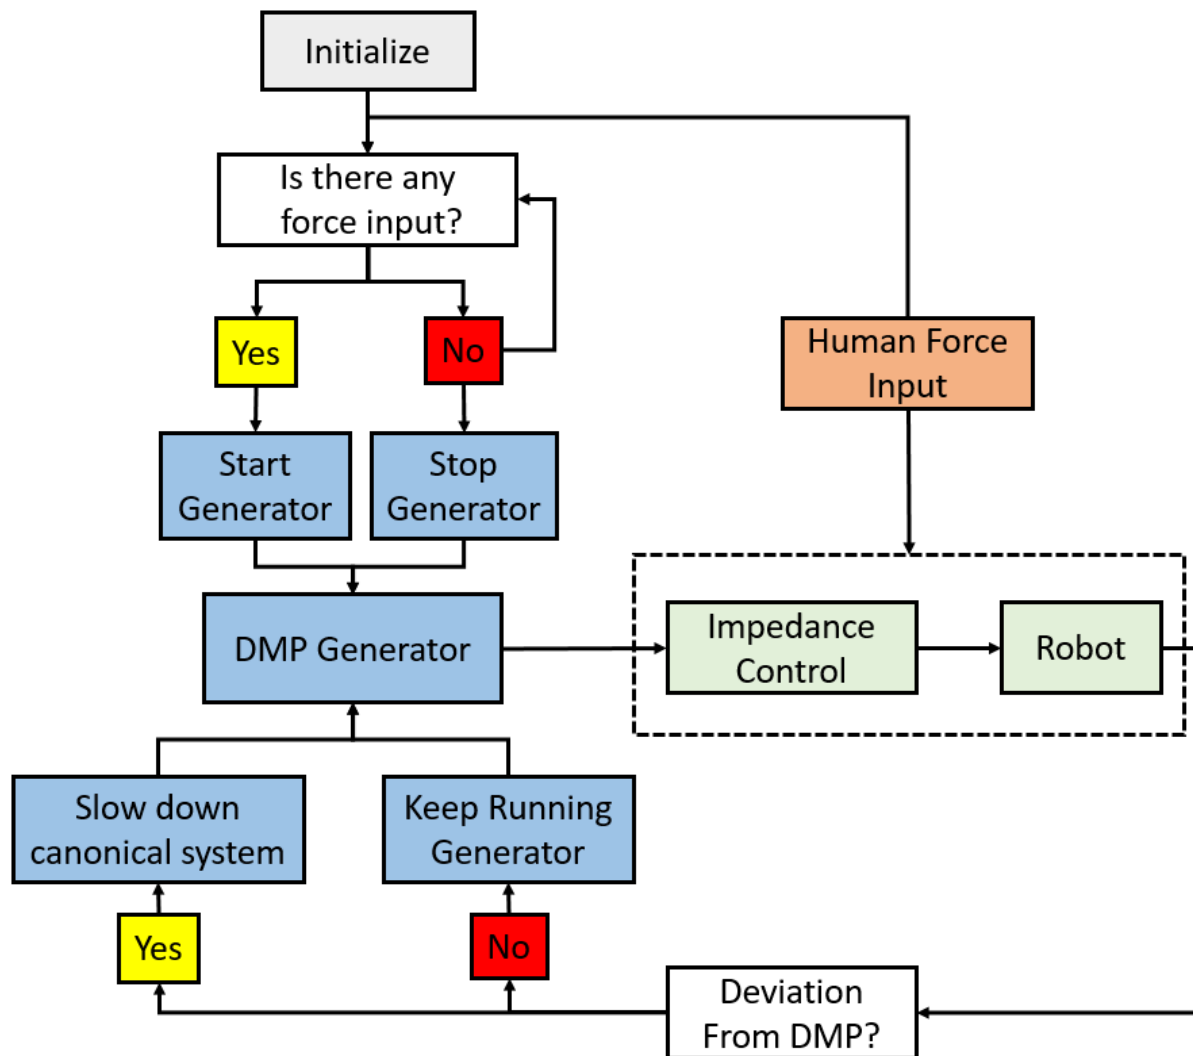 Initialize
Is there any
force input?
Yes
No
Human Force
Input
Start
Generator
Stop
Generator
DMP Generator
Impedance
Control
Robot
Slow down
canonical system
Keep Running
Generator
Yes
No
Deviation
From DMP?